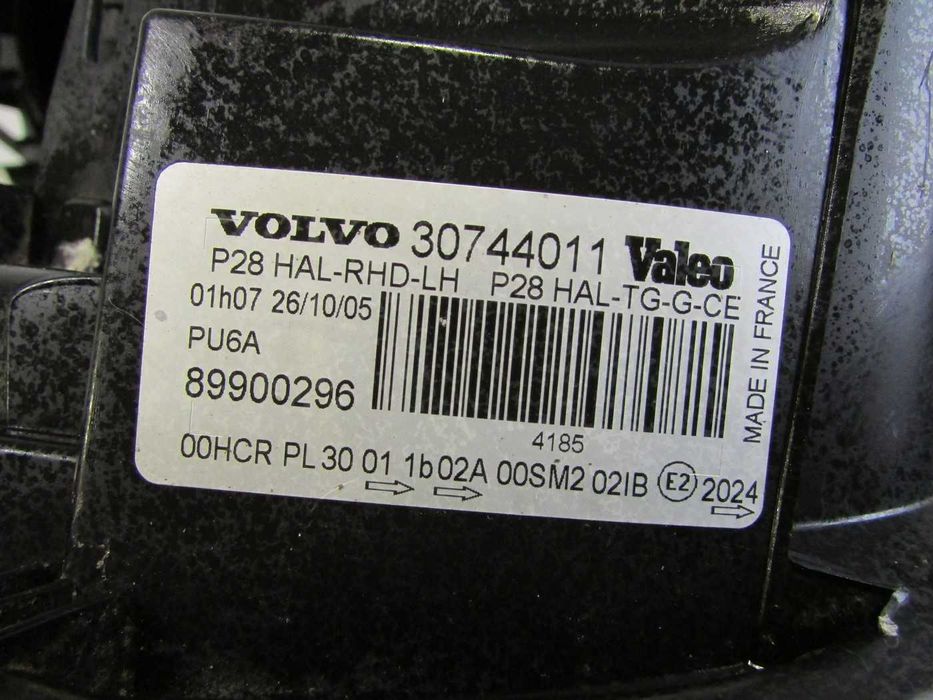 VOLVO 30744011 Valeo
P28 HAL-RHD-LH P28 HAL-TG-G-CE
01h07 26/10/05
PU6A
89900296
4185
00HCR PL 30 01 1b 02A 00SM2 02IB E2 2024
MADE IN FRANCE